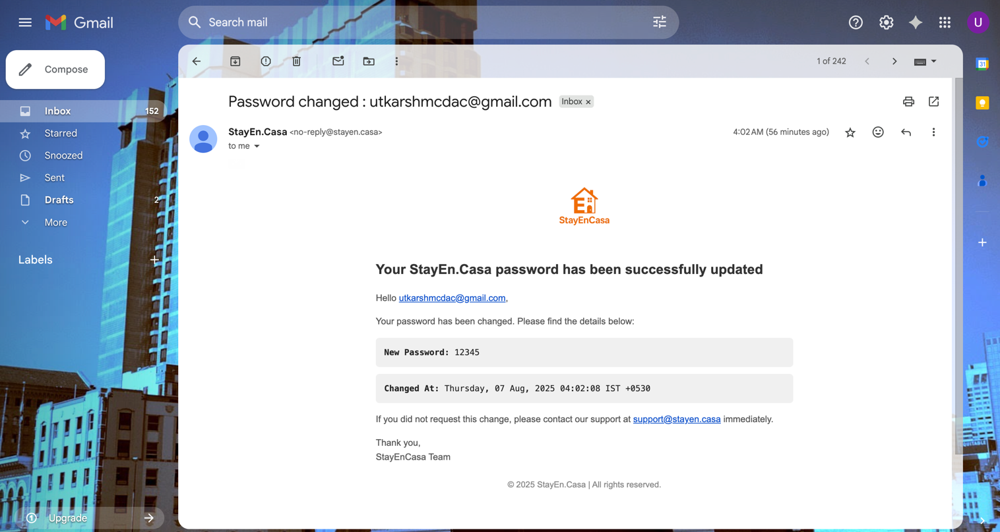 Gmail
Search mail
U
Compose
1 of 242
31
Inbox 152
Starred
Snoozed
Sent
Drafts 2
More
Labels
Upgrade
Password changed : utkarshmcdac@gmail.com Inbox ×
StayEn.Casa <no-reply@stayen.casa> 4:02 AM (56 minutes ago)
to me
StayEnCasa
Your StayEn.Casa password has been successfully updated
Hello utkarshmcdac@gmail.com,
Your password has been changed. Please find the details below:
New Password: 12345
Changed At: Thursday, 07 Aug, 2025 04:02:08 IST +0530
If you did not request this change, please contact our support at support@stayen.casa immediately.
Thank you,
StayEnCasa Team
© 2025 StayEn.Casa | All rights reserved.
EQUITABLE